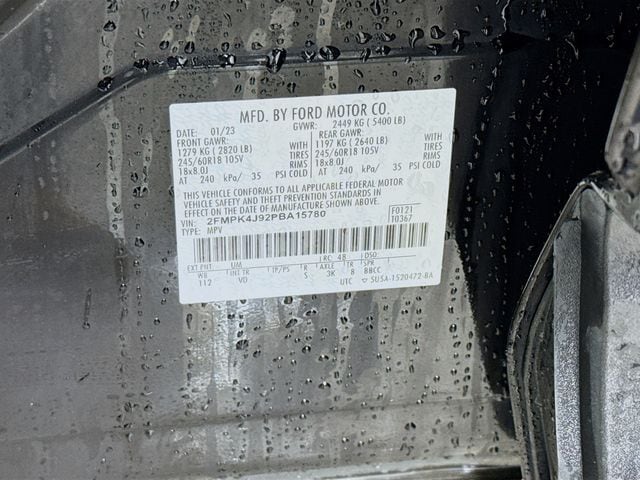 MFD. BY FORD MOTOR CO.
DATE: 01/23 GVWR: 2449 KG ( 5400 LB)
FRONT GAWR: REAR GAWR:
1279 KG ( 2820 LB) WITH 1197 KG ( 2640 LB) WITH
245/60R18 105V TIRES 245/60R18 105V TIRES
18x8.0J RIMS 18x8.0J RIMS
AT 240 kPa/ 35 PSI COLD AT 240 kPa/ 35 PSI COLD
THIS VEHICLE CONFORMS TO ALL APPLICABLE FEDERAL MOTOR
VEHICLE SAFETY AND THEFT PREVENTION STANDARDS IN
EFFECT ON THE DATE OF MANUFACTURE SHOWN ABOVE.
VIN: 2FMPK4J92PBA15780 F0121
TYPE: MPV T0367
EXT PNT: UM RC: 48 DSO:
WB INT TR TP/PS R AXLE TR SPR
112 VD S 3K 8 BBCC
UTC SU5A-1520472-BA